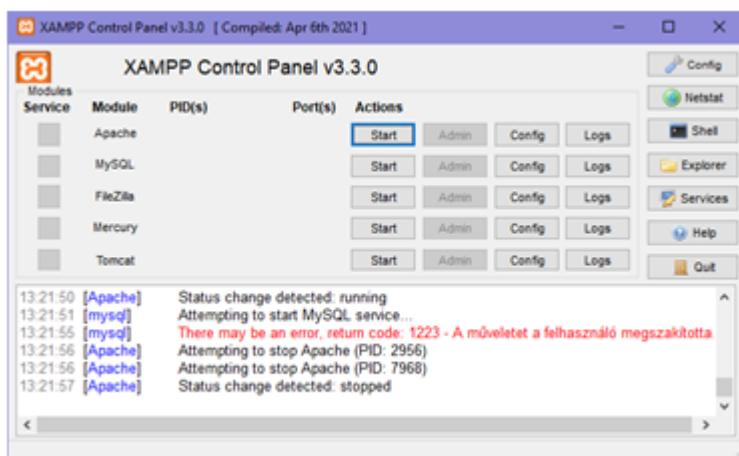 XAMPP Control Panel v3.3.0 [ Compiled: Apr 6th 2021 ]
XAMPP Control Panel v3.3.0
Config
Modules
Service Module PID(s) Port(s) Actions
Netstat
Apache Start Admin Config Logs
Shell
MySQL Start Admin Config Logs
Explorer
FileZilla Start Admin Config Logs
Services
Mercury Start Admin Config Logs
Help
Tomcat Start Admin Config Logs
Quit
13:21:50 [Apache] Status change detected: running
13:21:51 [mysql] Attempting to start MySQL service...
13:21:55 [mysql] There may be an error, return code: 1223 - A műveletet a felhasználó megszakította.
13:21:56 [Apache] Attempting to stop Apache (PID: 2956)
13:21:56 [Apache] Attempting to stop Apache (PID: 7968)
13:21:57 [Apache] Status change detected: stopped